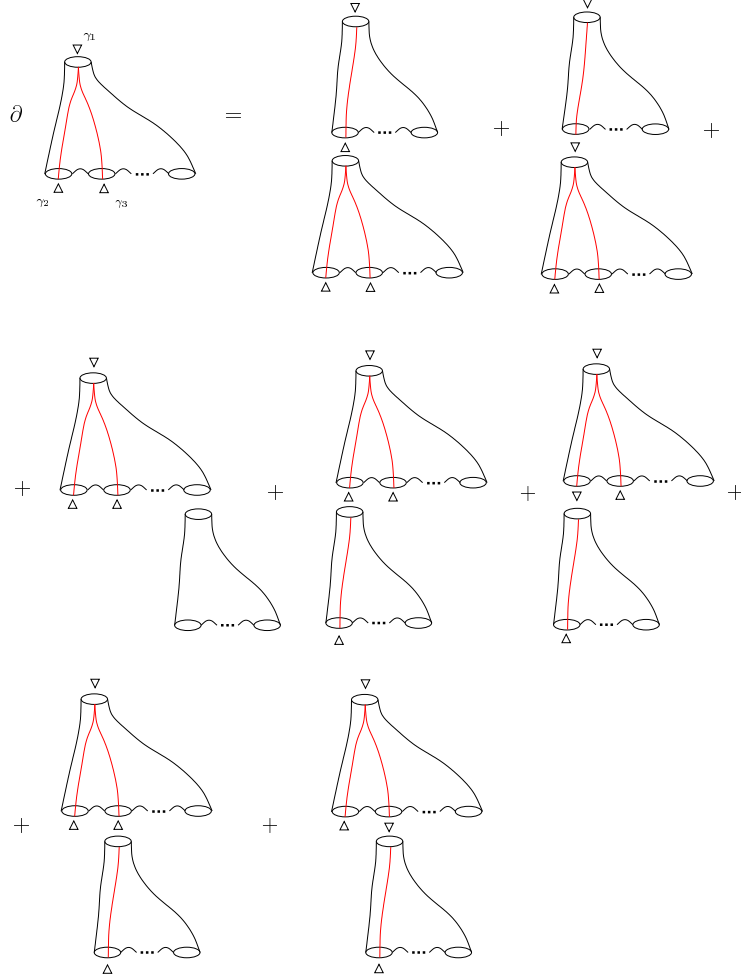 γ₁
∂ = + +
γ₂ γ₃
+ + + +
+ +